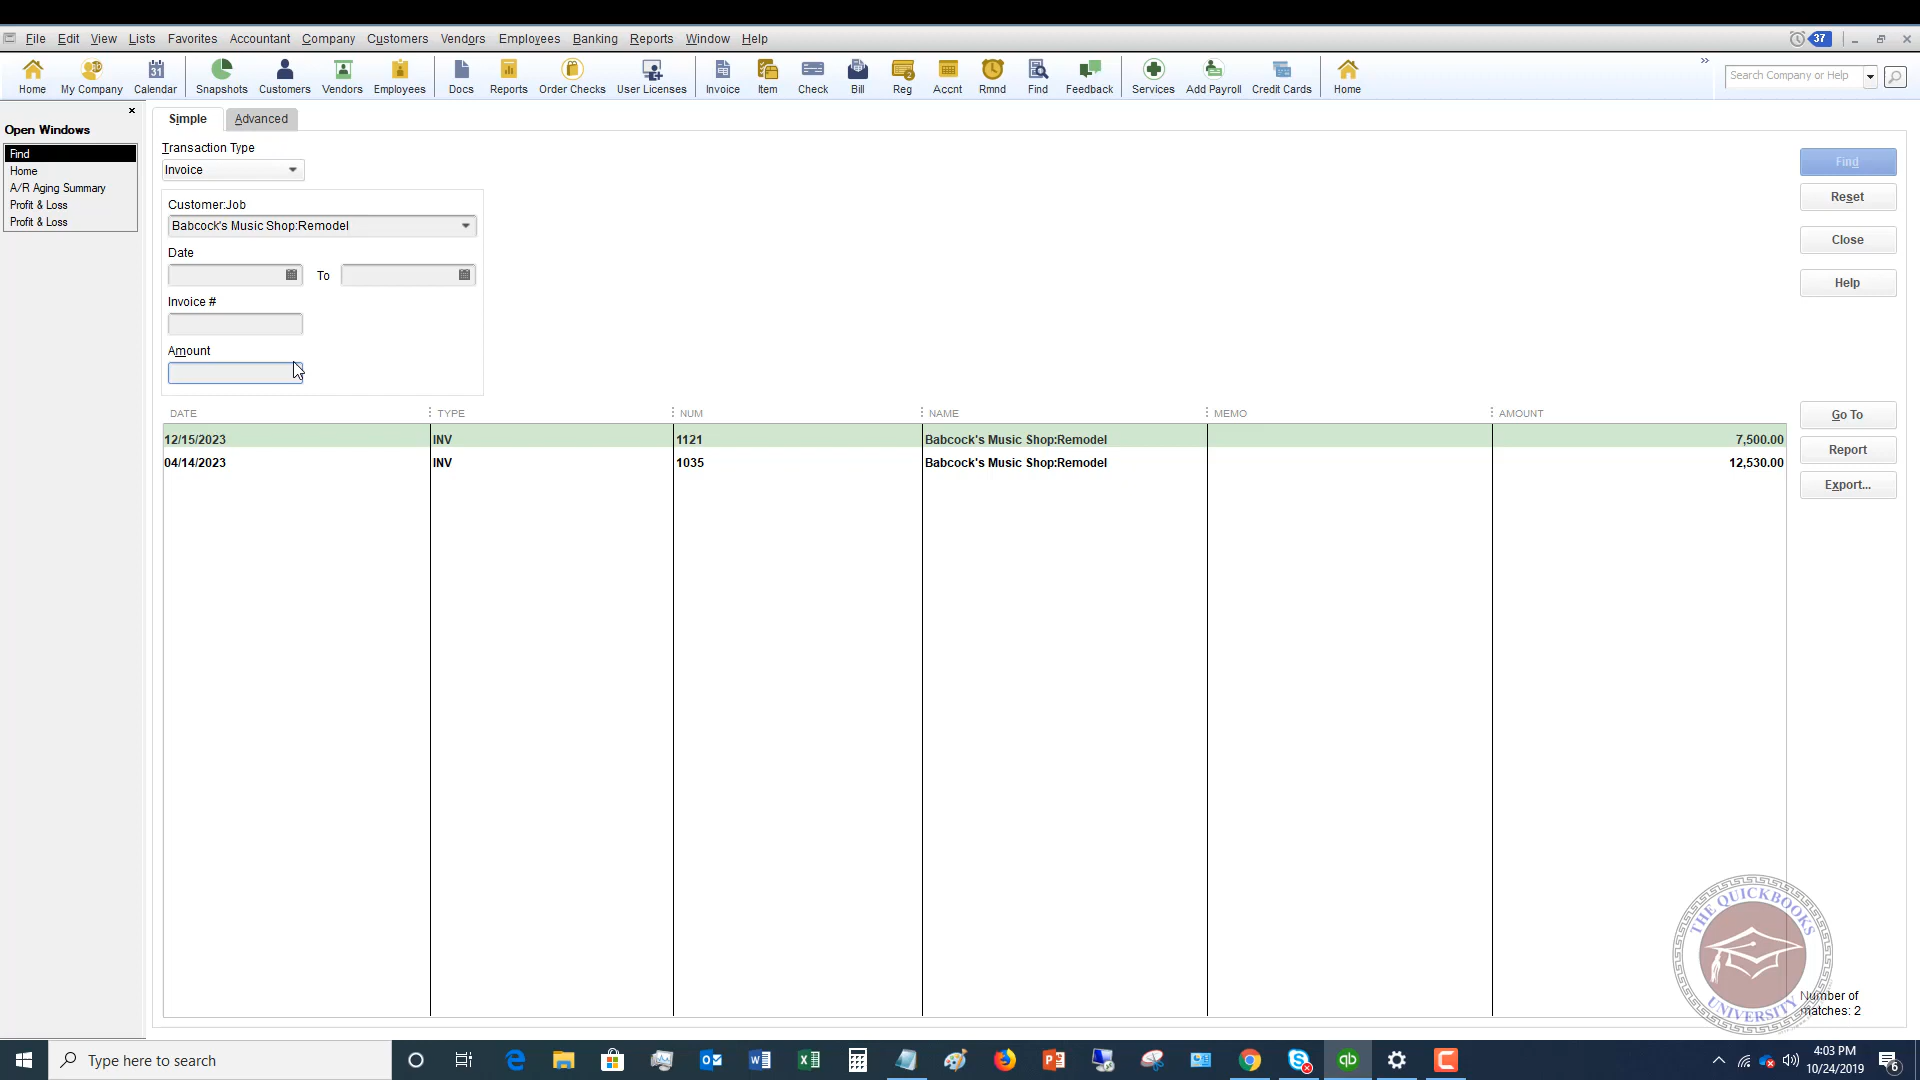 File Edit View Lists Favorites Accountant Company Customers Vendors Employees Banking Reports Window Help
37
Home My Company Calendar Snapshots Customers Vendors Employees Docs Reports Order Checks User Licenses Invoice Item Check Bill Reg Accnt Rmnd Find Feedback Services Add Payroll Credit Cards Home
Search Company or Help
Open Windows
Find
Home
A/R Aging Summary
Profit & Loss
Profit & Loss
Simple Advanced
Transaction Type
Invoice
Customer:Job
Babcock's Music Shop:Remodel
Date
To
Invoice #
Amount
Find
Reset
Close
Help
DATE TYPE NUM NAME MEMO AMOUNT
12/15/2023 INV 1121 Babcock's Music Shop:Remodel 7,500.00
04/14/2023 INV 1035 Babcock's Music Shop:Remodel 12,530.00
Go To
Report
Export...
THE QUICKBOOKS
UNIVERSITY
Number of
matches: 2
Type here to search
4:03 PM
10/24/2019
6